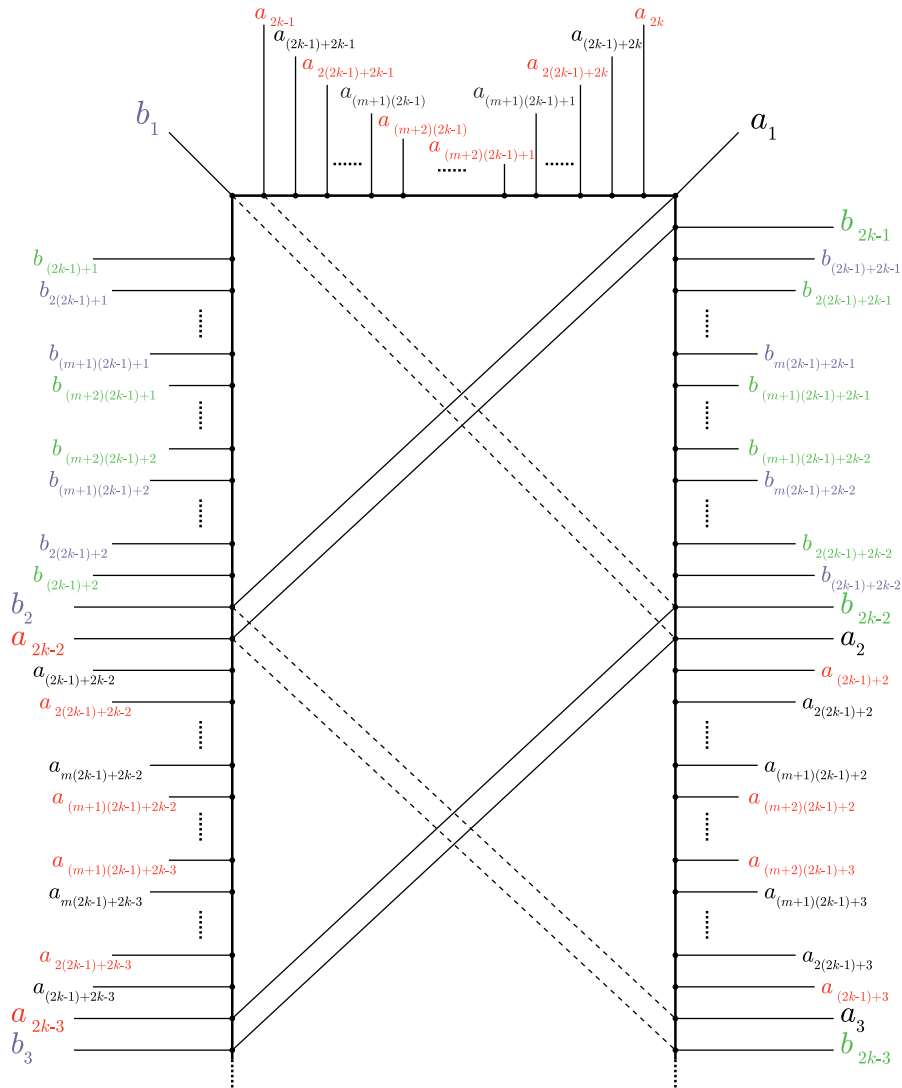 a_{2k-1} a_{2k}
a_{(2k-1)+2k-1} a_{(2k-1)+2k}
a_{2(2k-1)+2k-1} a_{2(2k-1)+2k}
a_{(m+1)(2k-1)} a_{(m+1)(2k-1)+1}
b_1 a_{(m+2)(2k-1)} a_1
a_{(m+2)(2k-1)+1}
b_{2k-1}
b_{(2k-1)+1} b_{(2k-1)+2k-1}
b_{2(2k-1)+1} b_{2(2k-1)+2k-1}
b_{(m+1)(2k-1)+1} b_{m(2k-1)+2k-1}
b_{(m+2)(2k-1)+1} b_{(m+1)(2k-1)+2k-1}
b_{(m+2)(2k-1)+2} b_{(m+1)(2k-1)+2k-2}
b_{(m+1)(2k-1)+2} b_{m(2k-1)+2k-2}
b_{2(2k-1)+2} b_{2(2k-1)+2k-2}
b_{(2k-1)+2} b_{(2k-1)+2k-2}
b_2 b_{2k-2}
a_{2k-2} a_2
a_{(2k-1)+2k-2} a_{(2k-1)+2}
a_{2(2k-1)+2k-2} a_{2(2k-1)+2}
a_{m(2k-1)+2k-2} a_{(m+1)(2k-1)+2}
a_{(m+1)(2k-1)+2k-2} a_{(m+2)(2k-1)+2}
a_{(m+1)(2k-1)+2k-3} a_{(m+2)(2k-1)+3}
a_{m(2k-1)+2k-3} a_{(m+1)(2k-1)+3}
a_{2(2k-1)+2k-3} a_{2(2k-1)+3}
a_{(2k-1)+2k-3} a_{(2k-1)+3}
a_{2k-3} a_3
b_3 b_{2k-3}